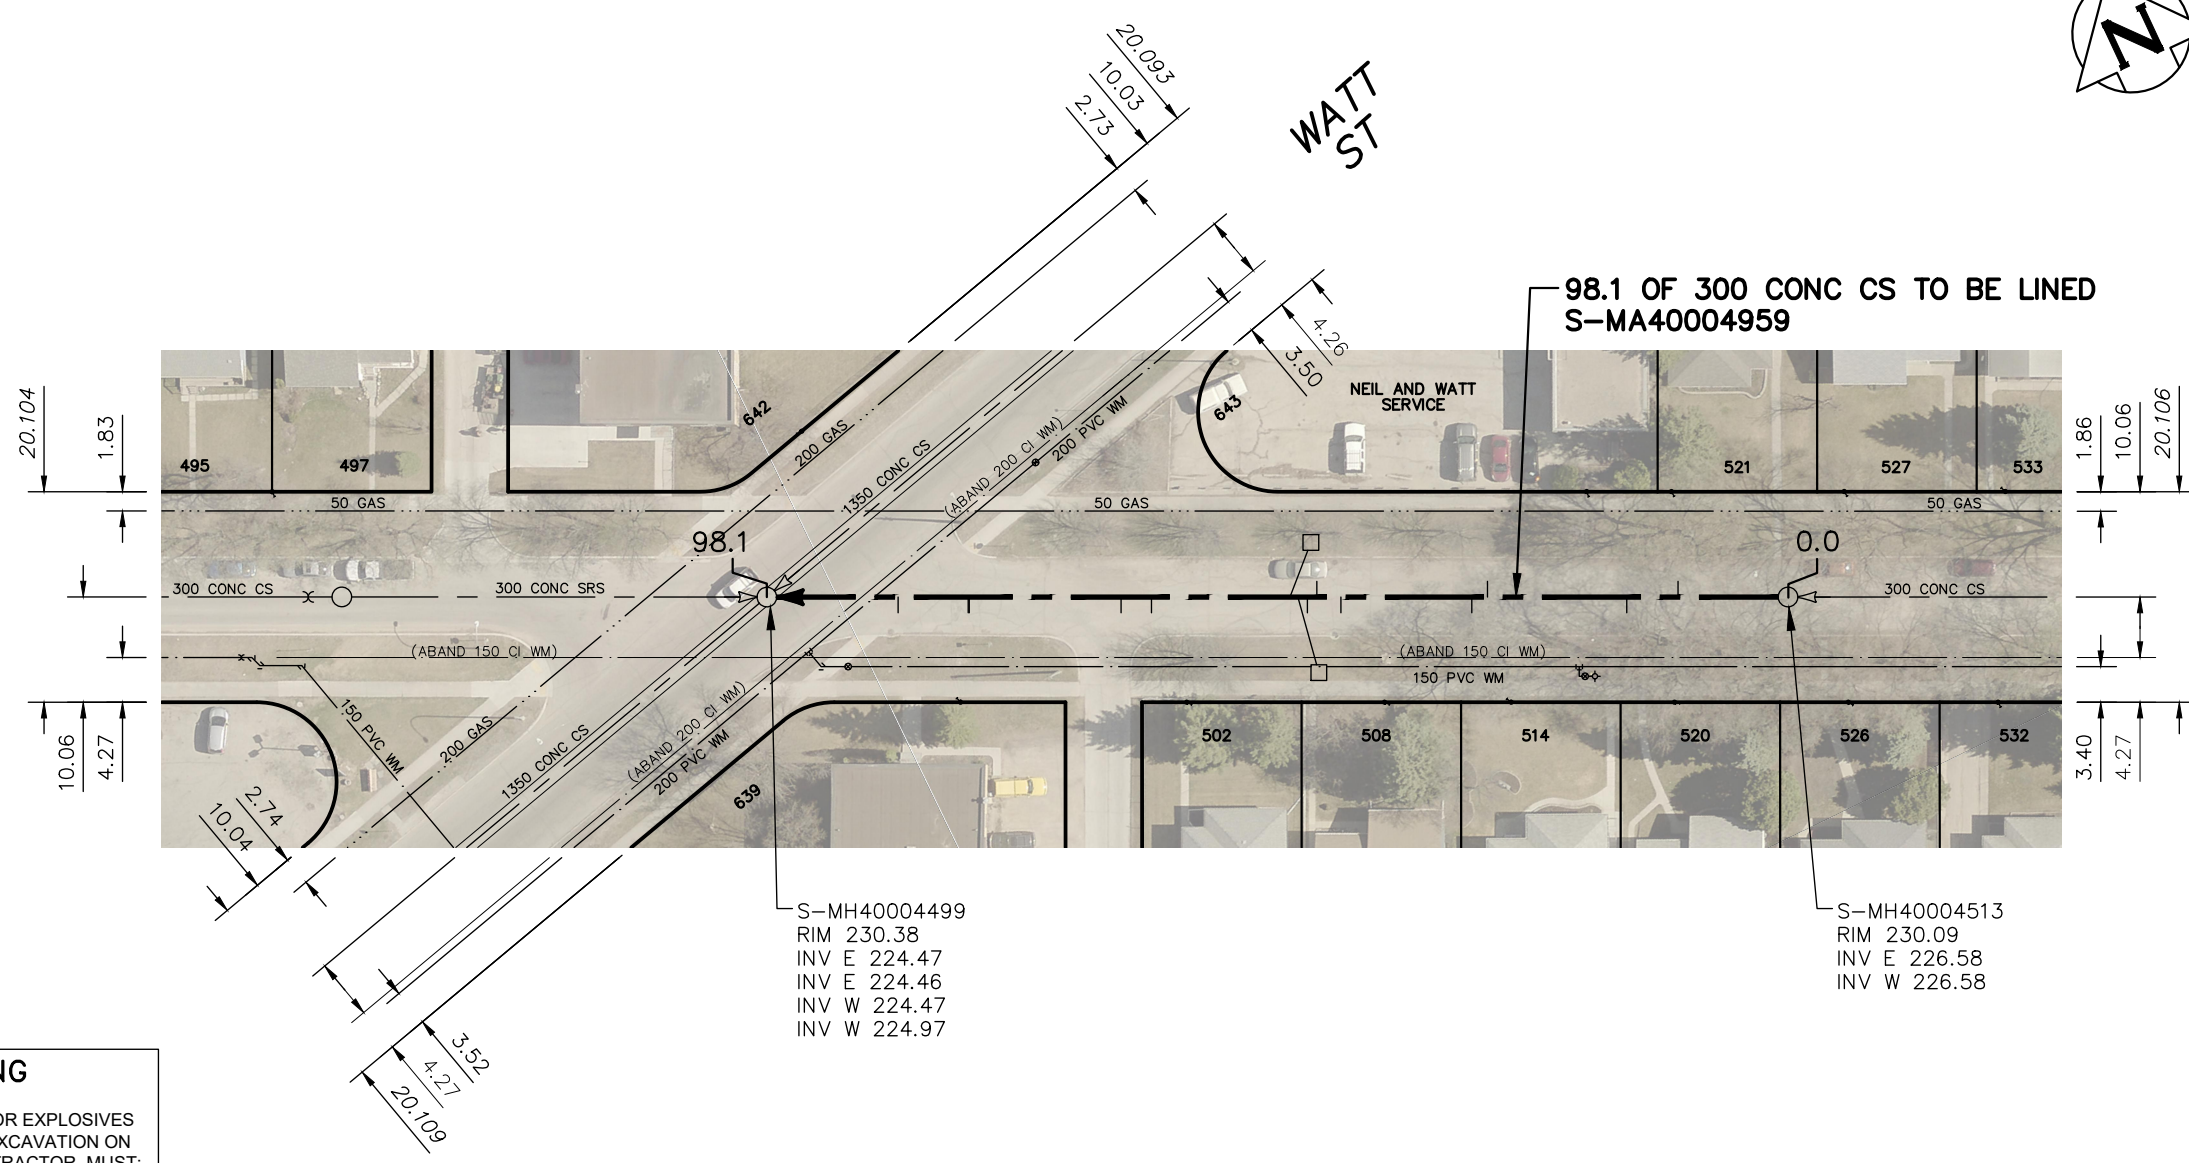 N
20.093
10.03
2.73
WATT
ST
98.1 OF 300 CONC CS TO BE LINED
S-MA40004959
4.26
3.50
NEIL AND WATT
SERVICE
642
643
20.104
1.83
495
497
521
527
533
1.86
10.06
20.106
200 GAS
1350 CONC CS
(ABAND 200 CI WM)
200 PVC WM
50 GAS
50 GAS
50 GAS
98.1
0.0
300 CONC CS
300 CONC SRS
300 CONC CS
(ABAND 150 CI WM)
(ABAND 150 CI WM)
150 PVC WM
150 PVC WM
200 GAS
1350 CONC CS
(ABAND 200 CI WM)
200 PVC WM
639
502
508
514
520
526
532
10.06
4.27
3.40
4.27
2.74
10.04
S-MH40004499
RIM 230.38
INV E 224.47
INV E 224.46
INV W 224.47
INV W 224.97
S-MH40004513
RIM 230.09
INV E 226.58
INV W 226.58
3.52
4.27
20.109
NG
OR EXPLOSIVES
XCAVATION ON
TRACTOR MUST: